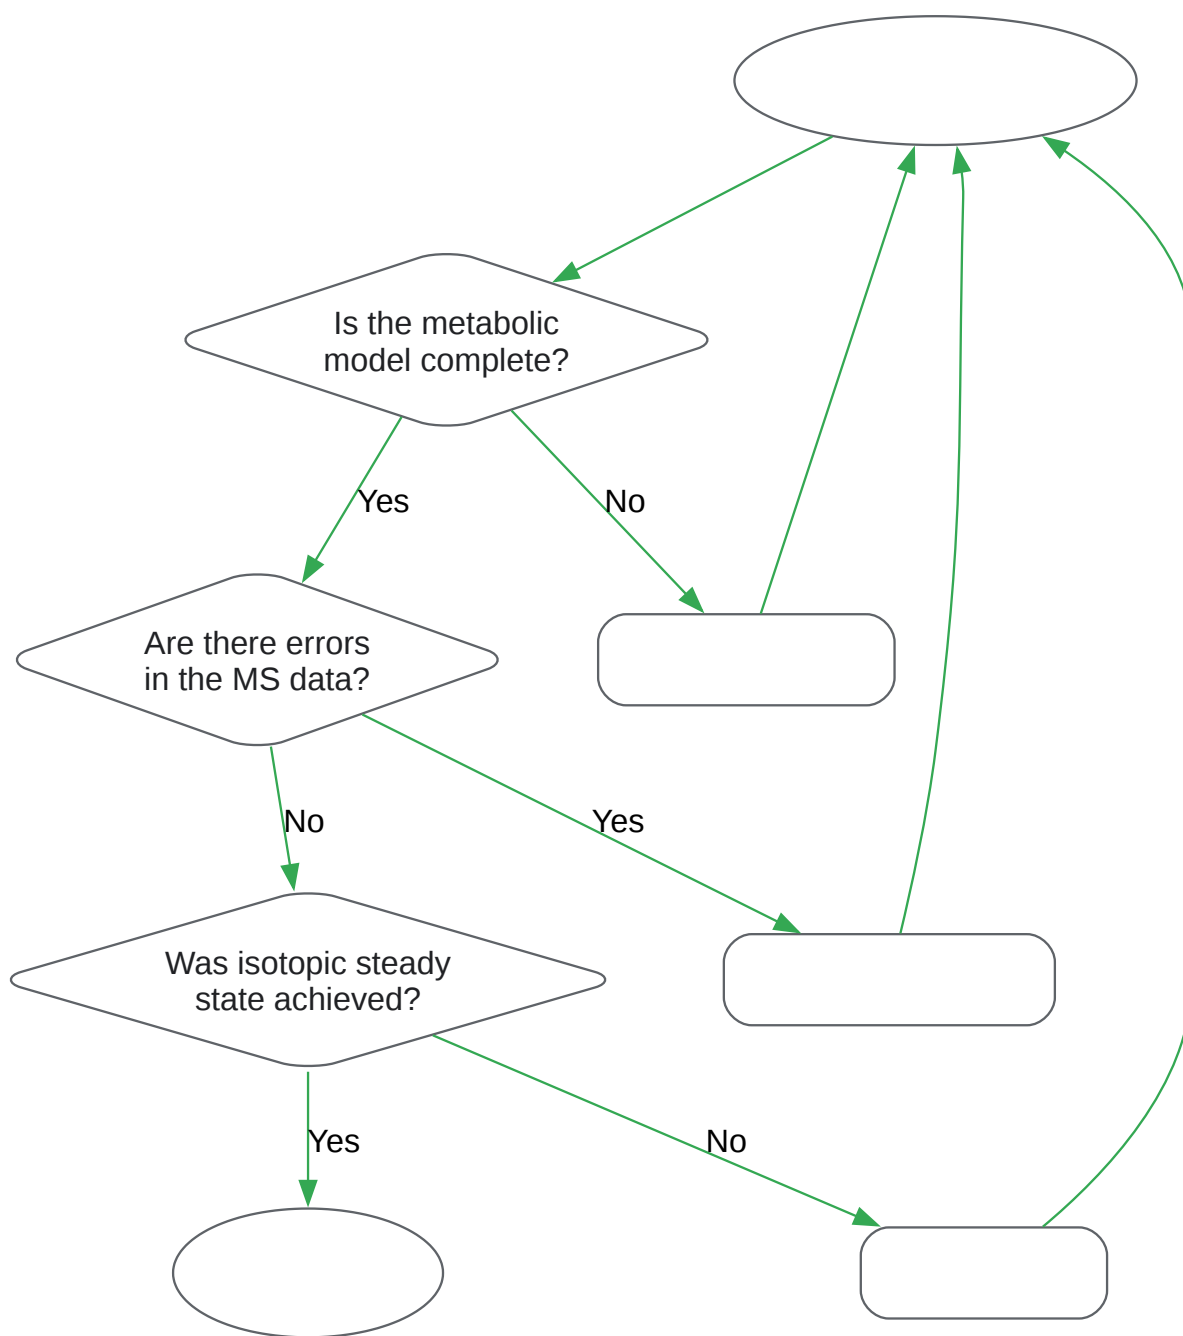 Is the metabolic
model complete?
Yes
No
Are there errors
in the MS data?
No
Yes
Was isotopic steady
state achieved?
Yes
No